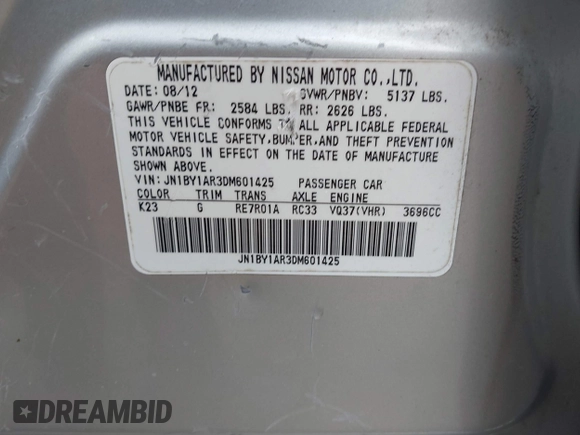 MANUFACTURED BY NISSAN MOTOR CO.,LTD.
DATE: 08/12 GVWR/PNBV: 5137 LBS.
GAWR/PNBE FR: 2584 LBS. RR: 2626 LBS.
THIS VEHICLE CONFORMS TO ALL APPLICABLE FEDERAL
MOTOR VEHICLE SAFETY,BUMPER,AND THEFT PREVENTION
STANDARDS IN EFFECT ON THE DATE OF MANUFACTURE
SHOWN ABOVE.
VIN: JN1BY1AR3DM601425 PASSENGER CAR
COLOR TRIM TRANS AXLE ENGINE
K23 G RE7R01A RC33 VQ37(VHR) 3696CC
JN1BY1AR3DM601425
DREAMBID